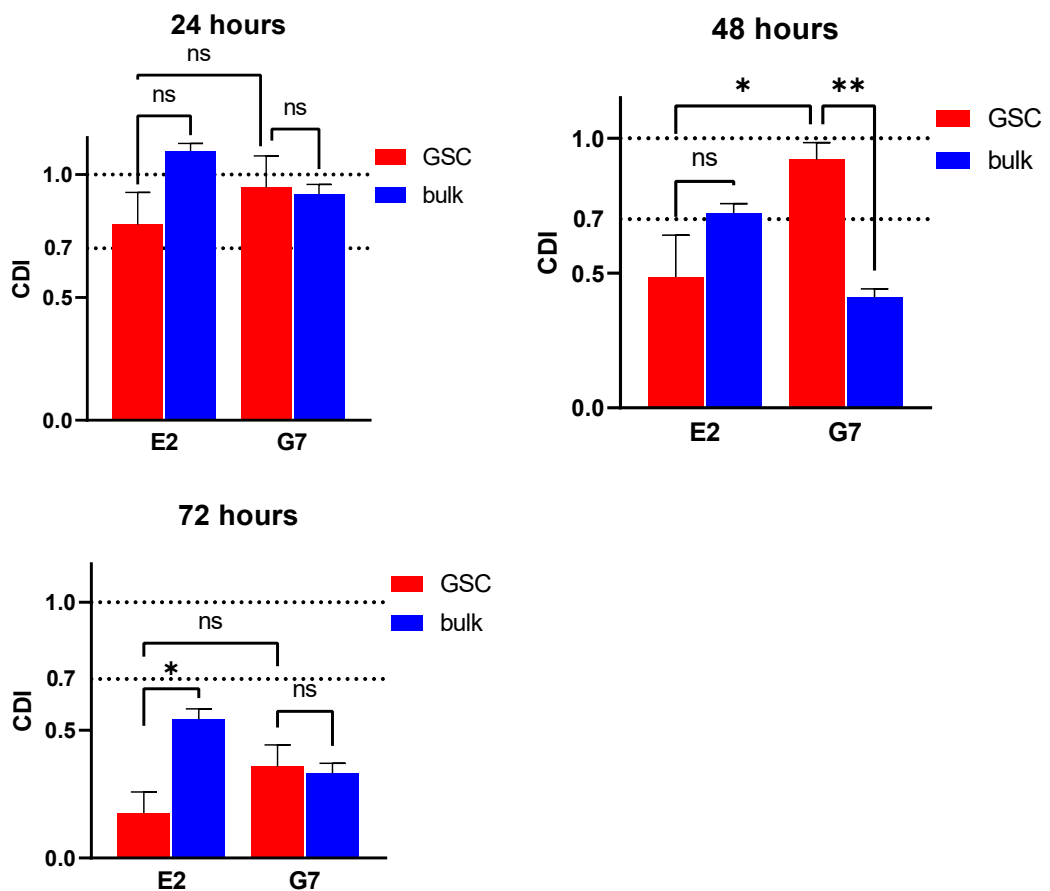 24 hours
ns
ns
ns
GSC
bulk
CDI
1.0
0.7
0.5
0.0
E2
G7
48 hours
*
**
ns
GSC
bulk
CDI
1.0
0.7
0.5
0.0
E2
G7
72 hours
GSC
bulk
ns
*
ns
CDI
1.0
0.7
0.5
0.0
E2
G7